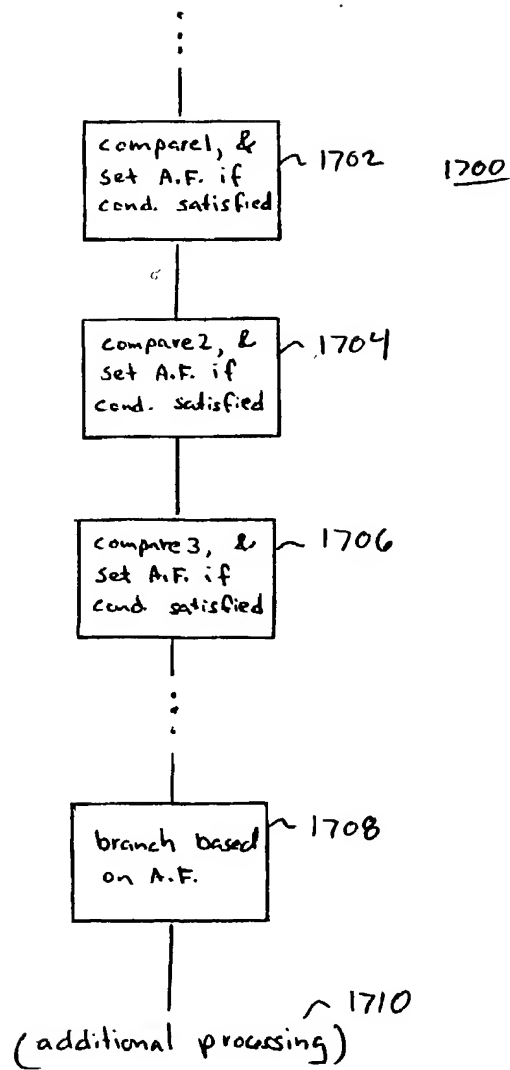 compare1, &
set A.F. if
cond. satisfied
1702
1700
compare2, &
set A.F. if
cond. satisfied
1704
compare3, &
set A.F. if
cond. satisfied
1706
branch based
on A.F.
1708
1710
(additional processing)